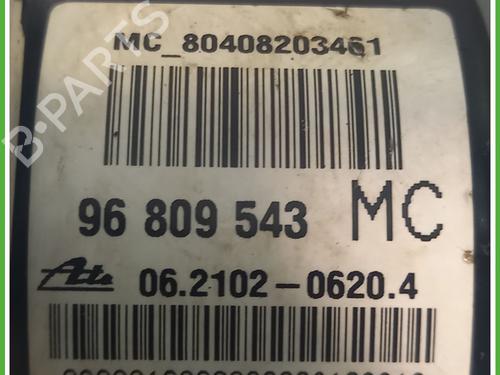 MC_80408203461
B-PARTS
96 809 543 MC
Ate 06.2102-0620.4